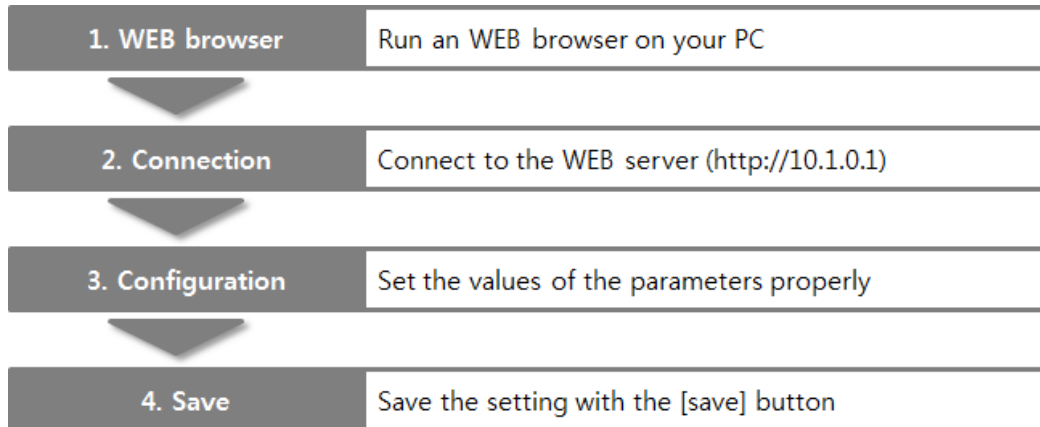 1. WEB browser Run an WEB browser on your PC
2. Connection Connect to the WEB server (http://10.1.0.1)
3. Configuration Set the values of the parameters properly
4. Save Save the setting with the [save] button